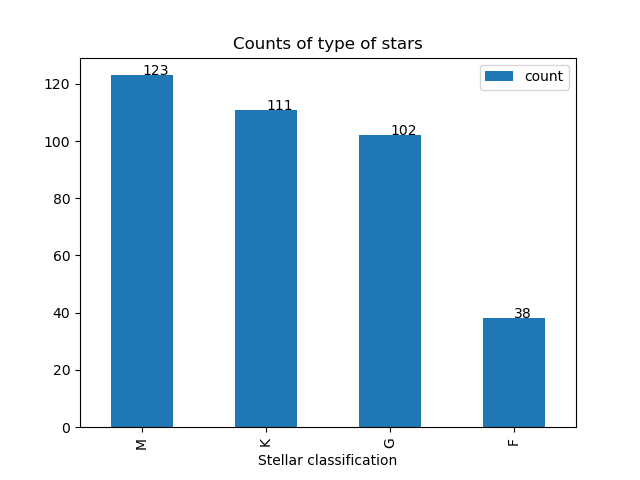 Counts of type of stars
count
120
100
80
60
40
20
0
123
111
102
38
M
K
G
F
Stellar classification